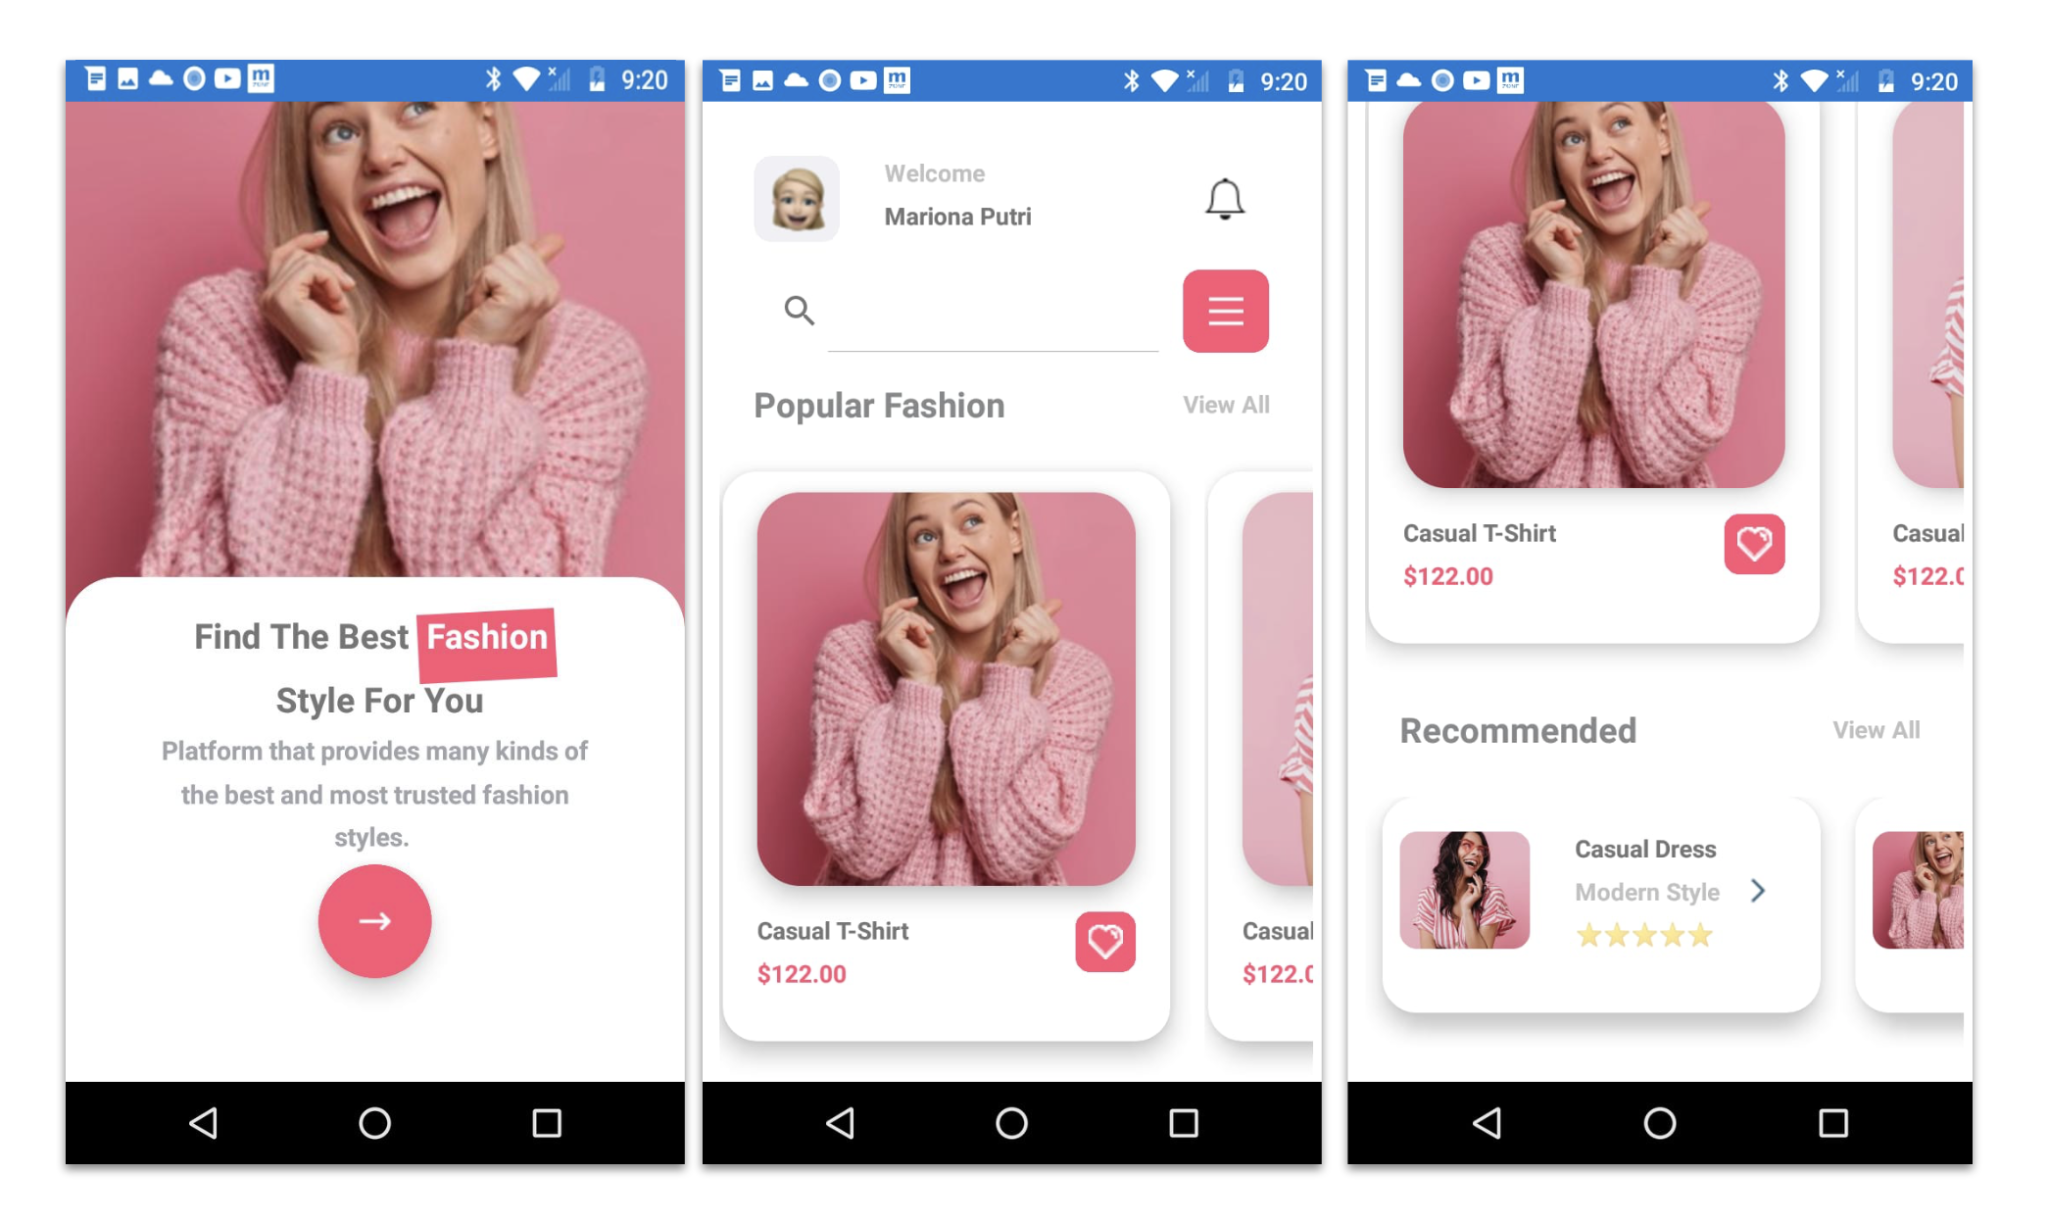 9:20
Find The Best Fashion
Style For You
Platform that provides many kinds of
the best and most trusted fashion
styles.
9:20
Welcome
Mariona Putri
Popular Fashion
View All
Casual T-Shirt
$122.00
Casual
$122.0
9:20
Casual T-Shirt
$122.00
Casual
$122.0
Recommended
View All
Casual Dress
Modern Style